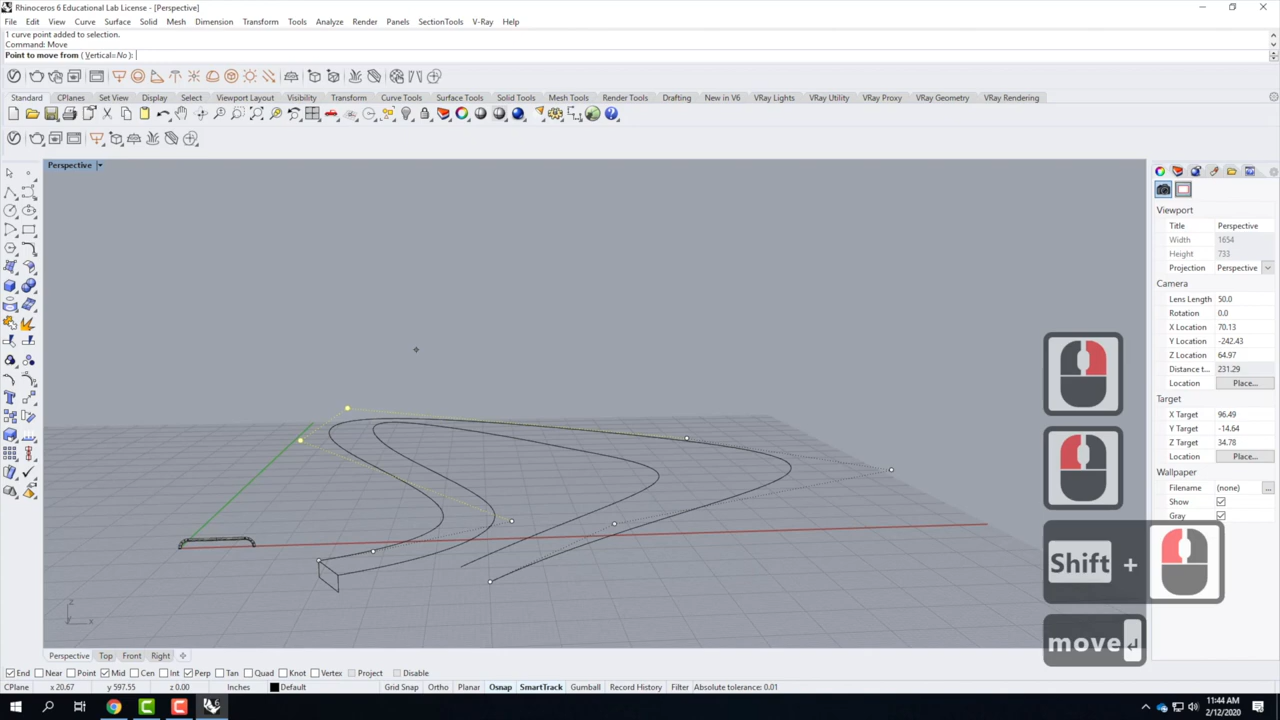 Rhinoceros 6 Educational Lab License - [Perspective]
File Edit View Curve Surface Solid Mesh Dimension Transform Tools Analyze Render Panels SectionTools V-Ray Help
1 curve point added to selection.
Command: Move
Point to move from ( Vertical=No ):
Standard CPlanes Set View Display Select Viewport Layout Visibility Transform Curve Tools Surface Tools Solid Tools Mesh Tools Render Tools Drafting New in V6 VRay Lights VRay Utility VRay Proxy VRay Geometry VRay Rendering
Perspective
Viewport
Title Perspective
Width 1654
Height 733
Projection Perspective
Camera
Lens Length 50.0
Rotation 0.0
X Location 70.13
Y Location -242.43
Z Location 64.97
Distance t... 231.29
Location Place...
Target
X Target 96.49
Y Target -14.64
Z Target 34.78
Location Place...
Wallpaper
Filename (none) ...
Show
Gray
Shift +
move
z
y x
Perspective Top Front Right
End Near Point Mid Cen Int Perp Tan Quad Knot Vertex Project Disable
CPlane x 20.67 y 597.55 z 0.00 Inches Default Grid Snap Ortho Planar Osnap SmartTrack Gumball Record History Filter Absolute tolerance: 0.01
11:44 AM
2/12/2020